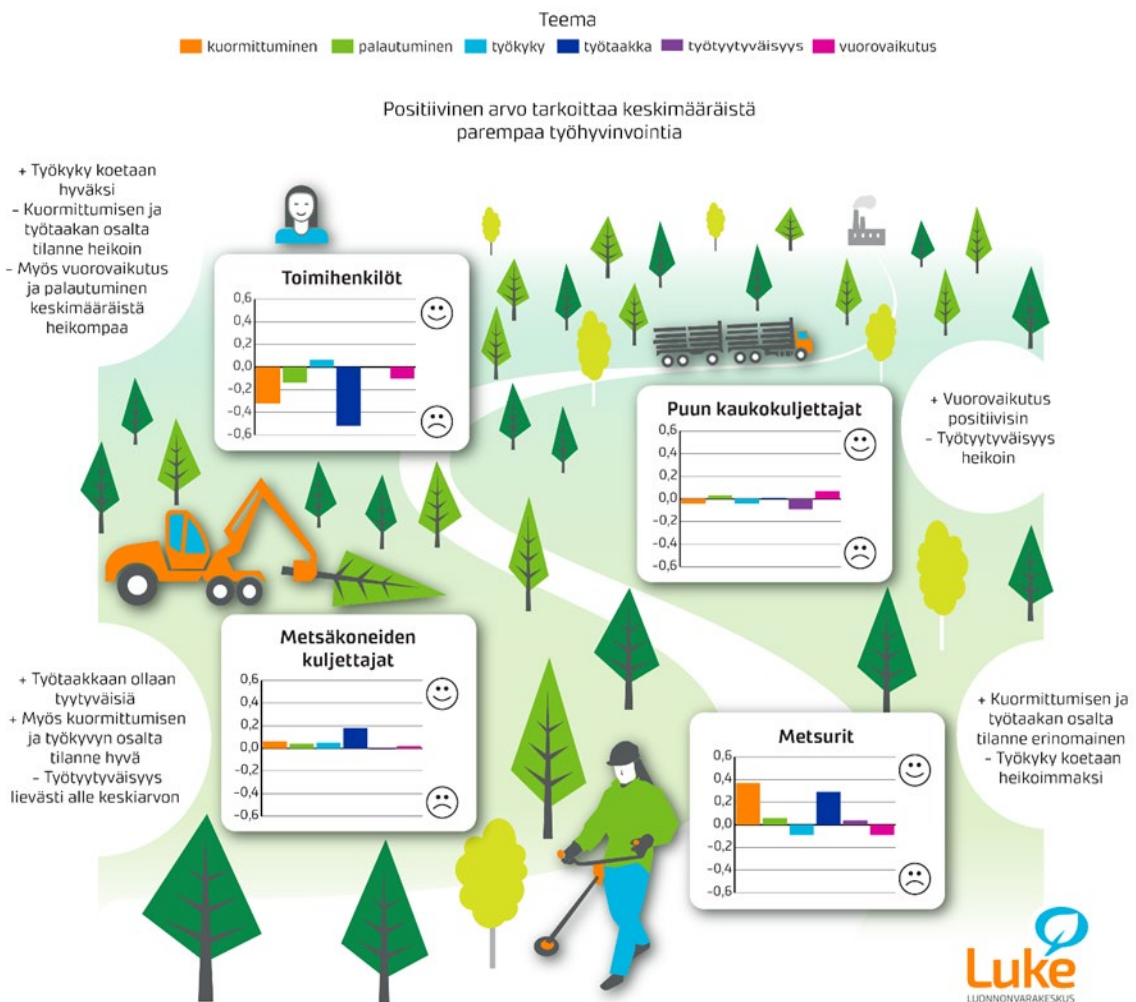 Teema
kuormittuminen palautuminen työkyky työtaakka työtyytyväisyys vuorovaikutus
Positiivinen arvo tarkoittaa keskimääräistä
parempaa työhyvinvointia
+ Työkyky koetaan
hyväksi
- Kuormittumisen ja
työtaakan osalta
tilanne heikoin
- Myös vuorovaikutus
ja palautuminen
keskimääräistä
heikompaa
Toimihenkilöt
0,6
0,4
0,2
0,0
-0,2
-0,4
-0,6
Puun kaukokuljettajat
0,6
0,4
0,2
0,0
-0,2
-0,4
-0,6
+ Vuorovaikutus
positiivisin
- Työtyytyväisyys
heikoin
+ Työtaakkaan ollaan
tyytyväisiä
+ Myös kuormittumisen
ja työkyvyn osalta
tilanne hyvä
- Työtyytyväisyys
lievästi alle keskiarvon
Metsäkoneiden
kuljettajat
0,6
0,4
0,2
0,0
-0,2
-0,4
-0,6
Metsurit
0,6
0,4
0,2
0,0
-0,2
-0,4
-0,6
+ Kuormittumisen ja
työtaakan osalta
tilanne erinomainen
- Työkyky koetaan
heikoimmaksi
Luke
LUONNONVARAKESKUS